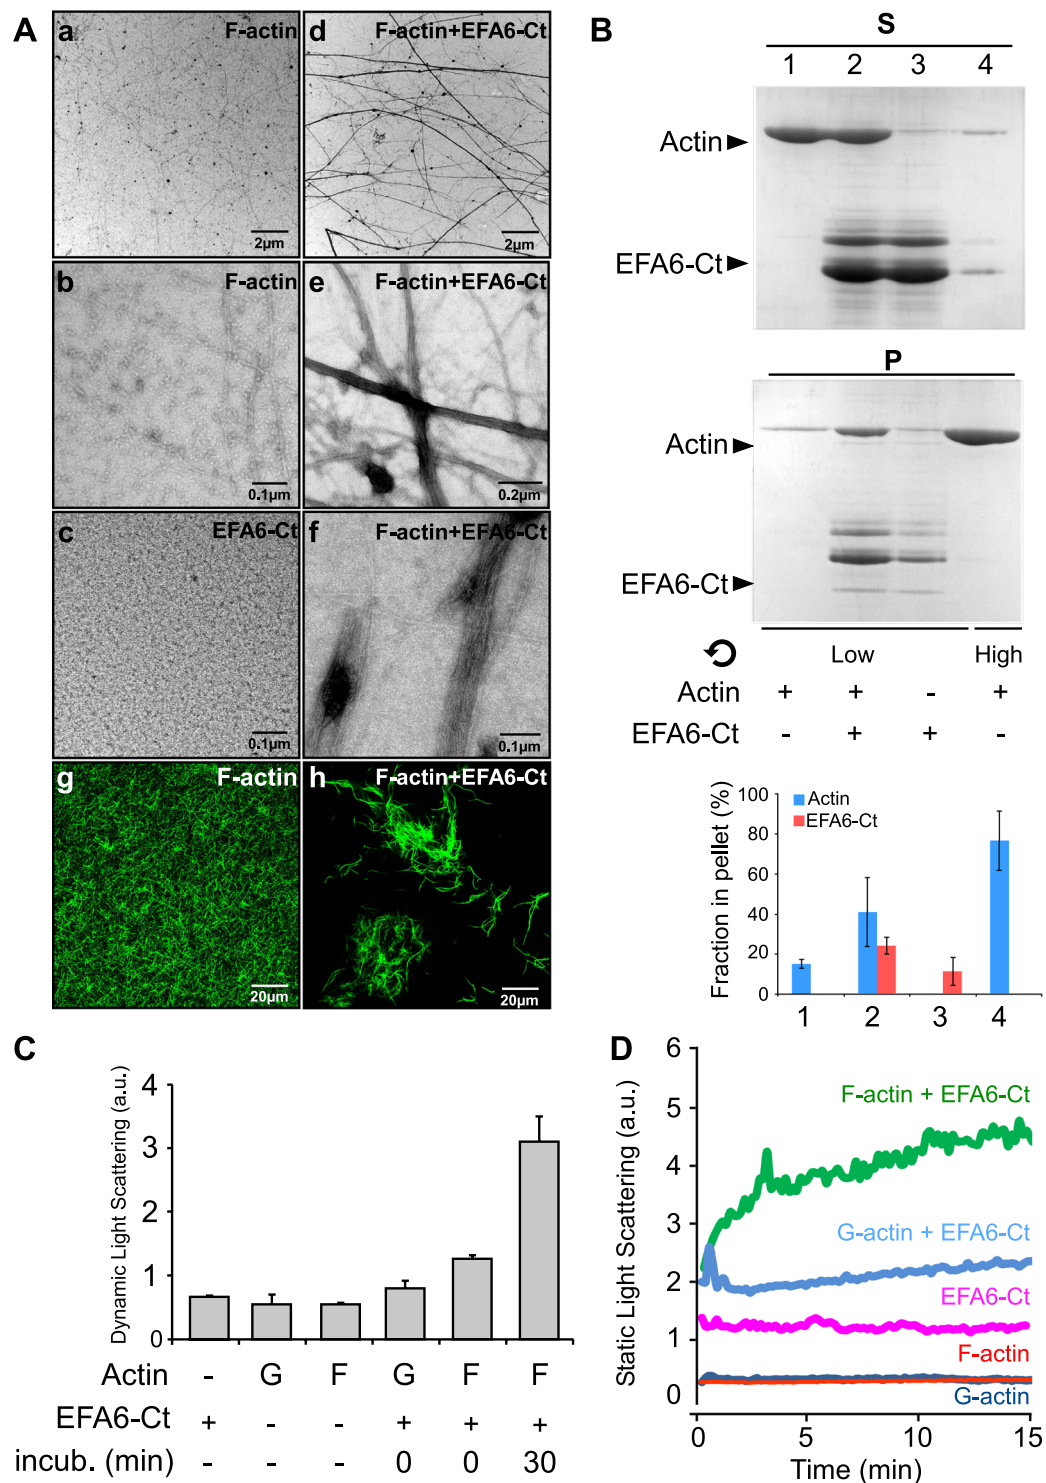 A
a
F-actin
2µm
d
F-actin+EFA6-Ct
2µm
b
F-actin
0.1µm
e
F-actin+EFA6-Ct
0.2µm
c
EFA6-Ct
0.1µm
f
F-actin+EFA6-Ct
0.1µm
g
F-actin
20µm
h
F-actin+EFA6-Ct
20µm
B
S
1 2 3 4
Actin
EFA6-Ct
P
Actin
EFA6-Ct
Low High
Actin + + - +
EFA6-Ct - + + -
Fraction in pellet (%)
100
80
60
40
20
0
Actin
EFA6-Ct
1 2 3 4
C
Dynamic Light Scattering (a.u.)
4
3
2
1
0
Actin - G F G F F
EFA6-Ct + - - + + +
incub. (min) - - - 0 0 30
D
Static Light Scattering (a.u.)
6
5
4
3
2
1
0
F-actin + EFA6-Ct
G-actin + EFA6-Ct
EFA6-Ct
F-actin
G-actin
0 5 10 15
Time (min)